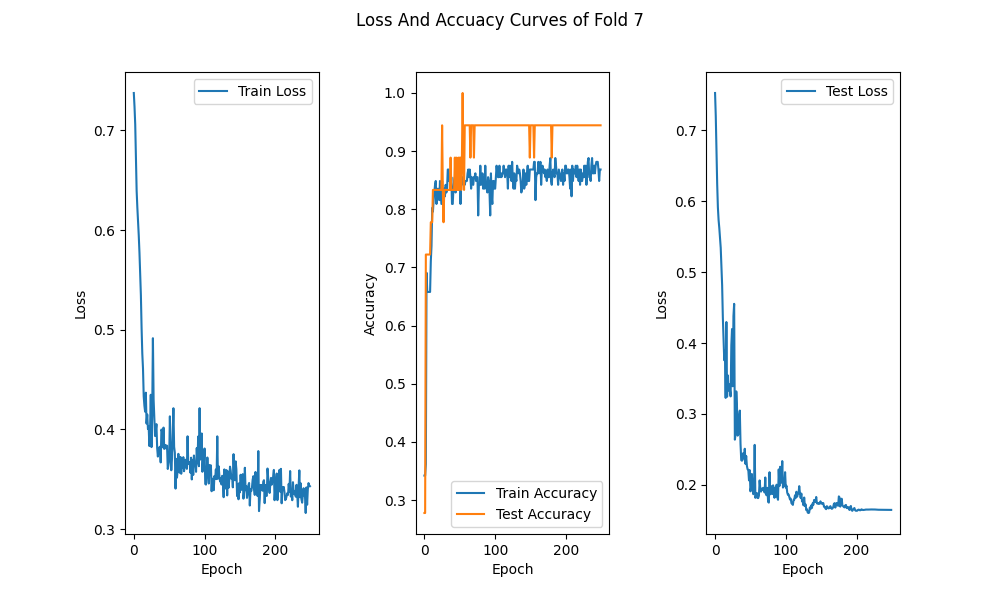 Loss And Accuacy Curves of Fold 7
Train Loss
0.7
0.6
0.5
0.4
0.3
Loss
0
100
200
Epoch
1.0
0.9
0.8
0.7
0.6
0.5
0.4
0.3
Accuracy
Train Accuracy
Test Accuracy
0
100
200
Epoch
Test Loss
0.7
0.6
0.5
0.4
0.3
0.2
Loss
0
100
200
Epoch